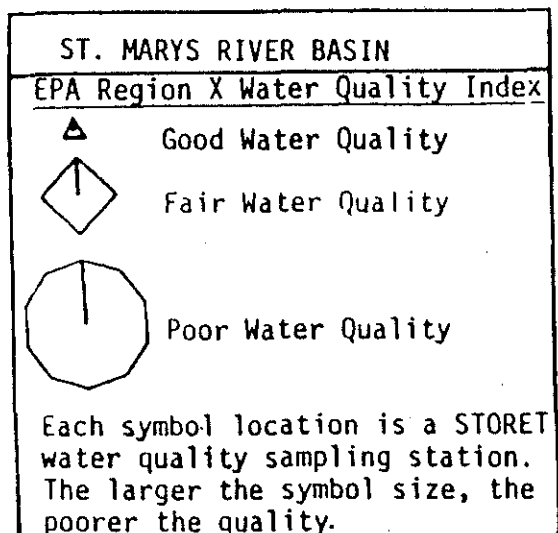 ST. MARYS RIVER BASIN
EPA Region X Water Quality Index
Good Water Quality
Fair Water Quality
Poor Water Quality
Each symbol location is a STORET
water quality sampling station.
The larger the symbol size, the
poorer the quality.